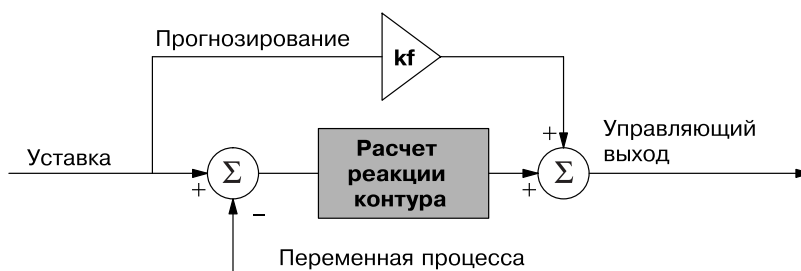 Прогнозирование
kf
Управляющий
выход
Уставка
+
Σ
−
Расчет
реакции
контура
+
+
Σ
Переменная процесса